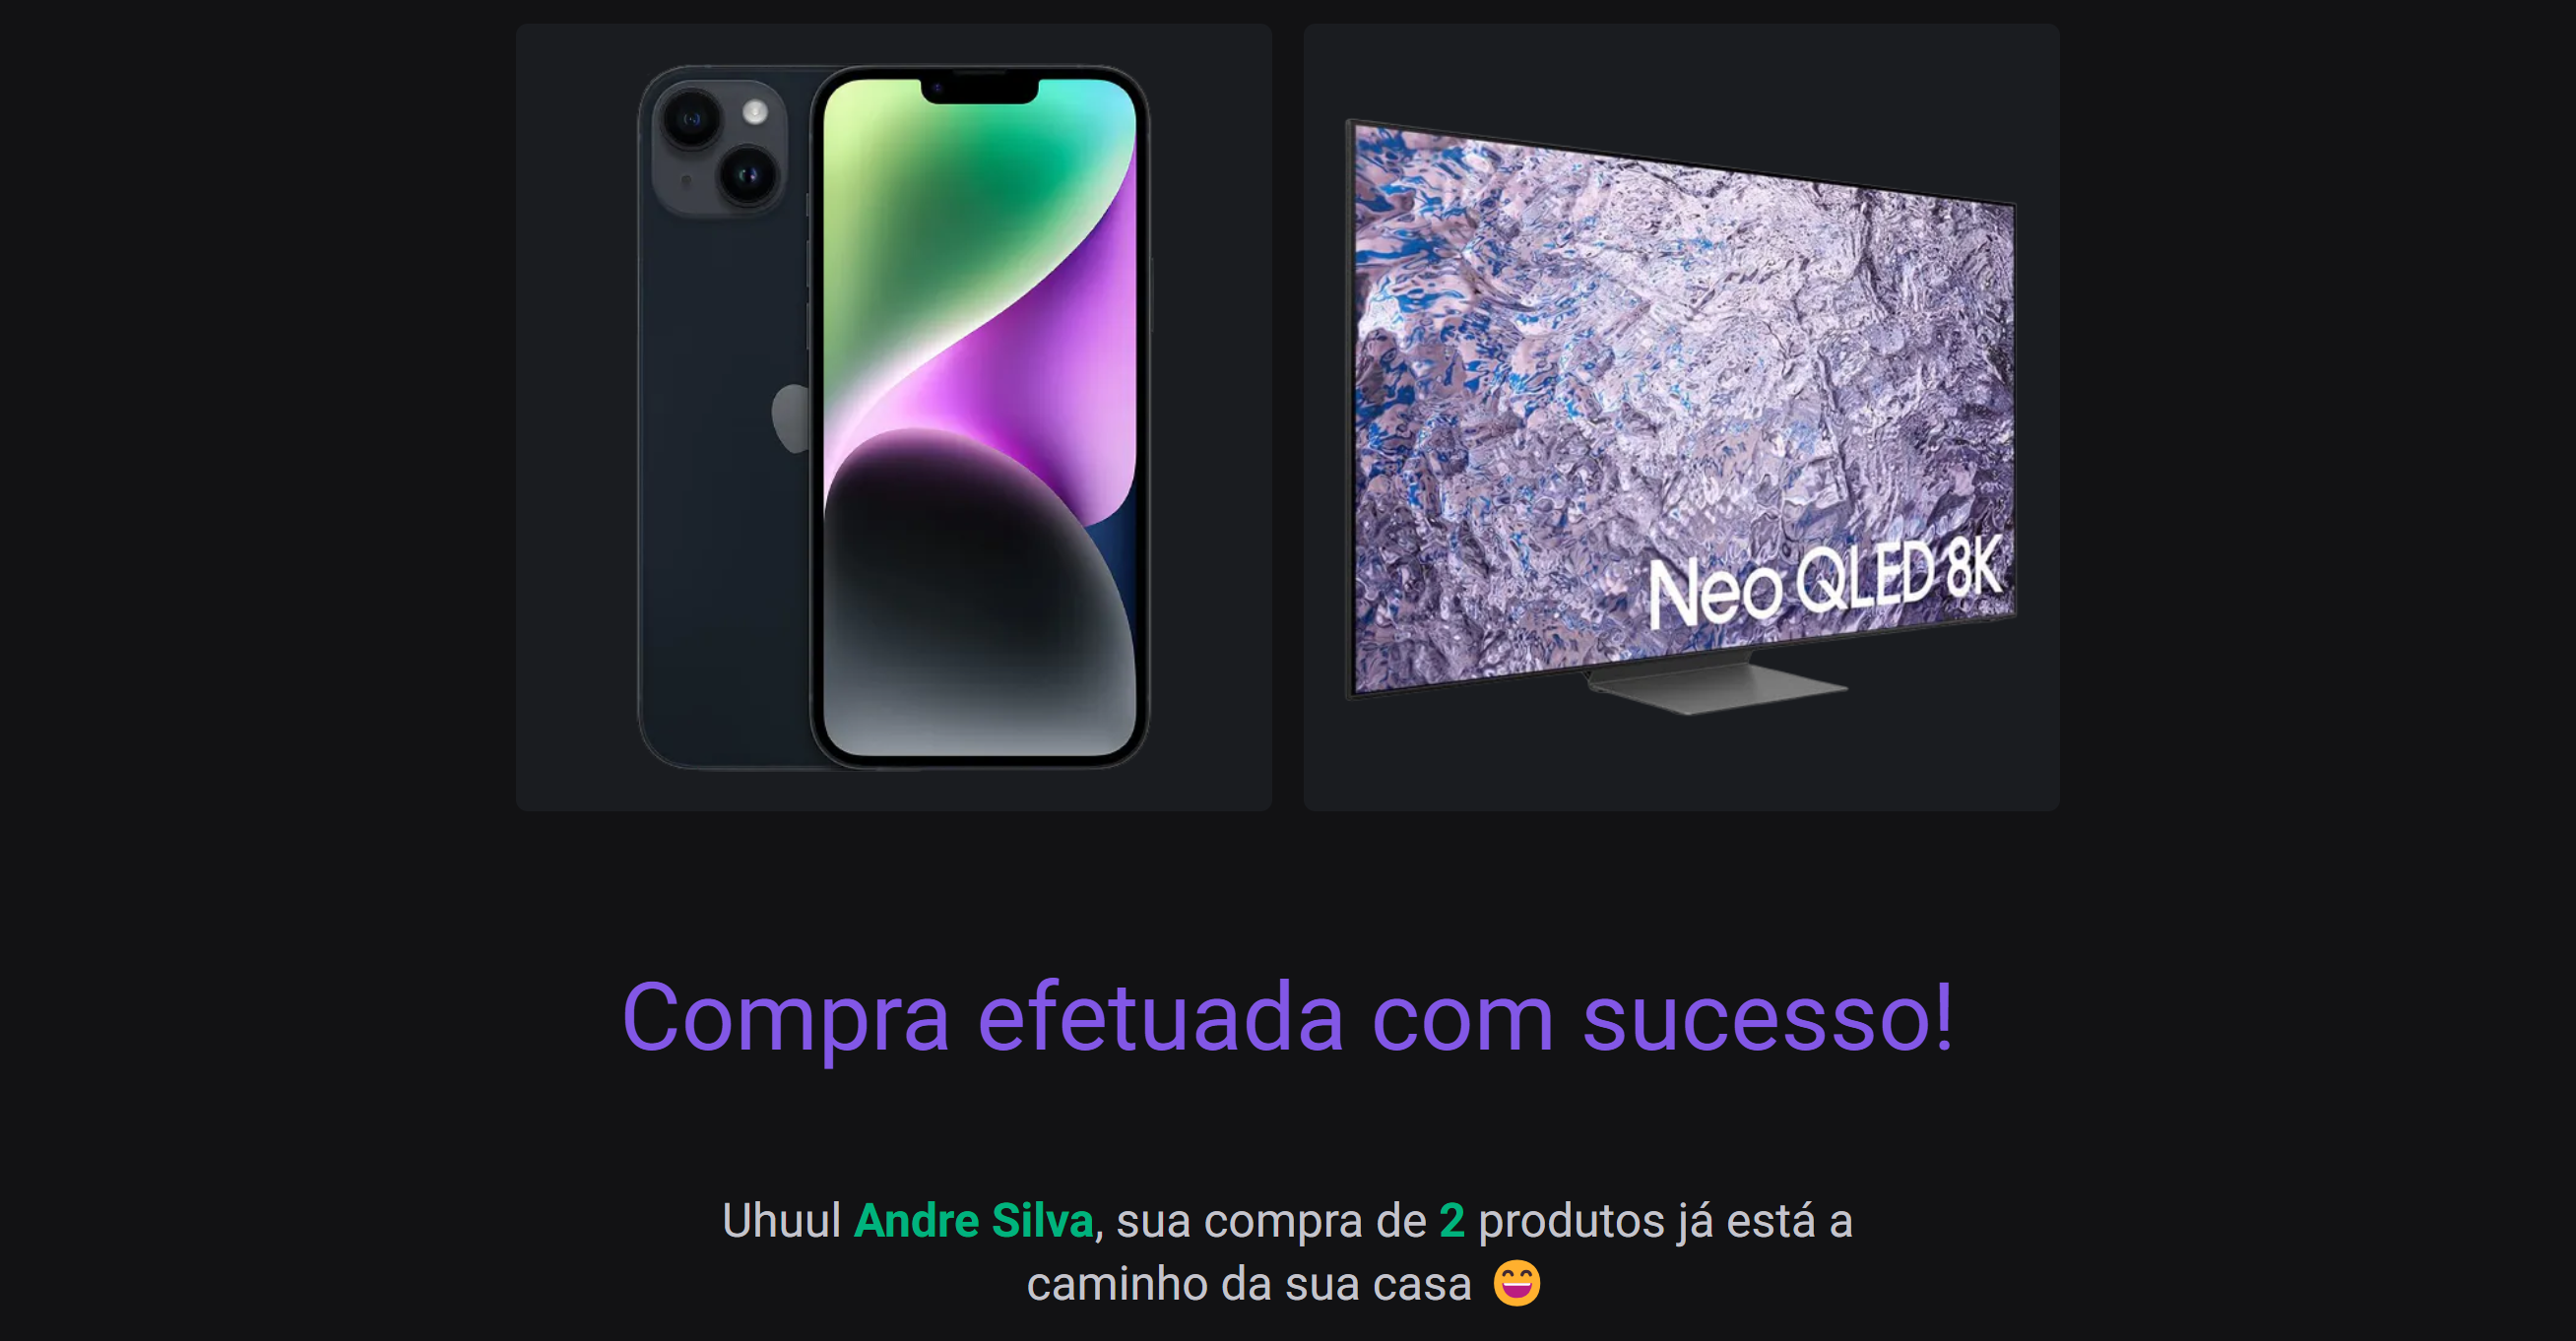 Neo QLED 8K
Compra efetuada com sucesso!
Uhuul Andre Silva, sua compra de 2 produtos já está a
caminho da sua casa 😄